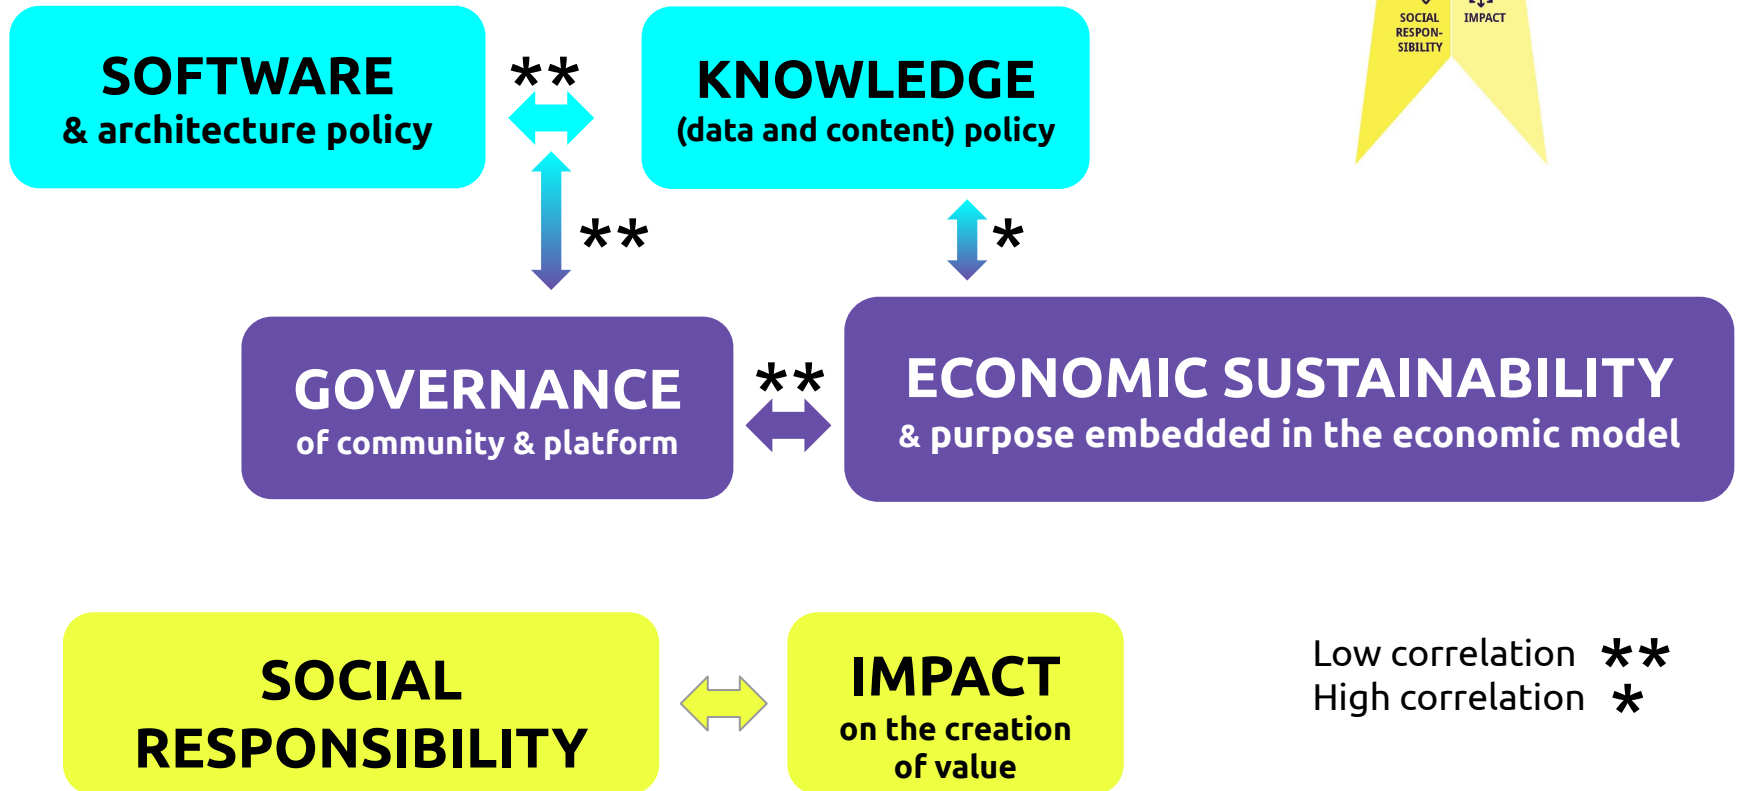 SOCIAL
RESPON-
SIBILITY
IMPACT
SOFTWARE
& architecture policy
**
KNOWLEDGE
(data and content) policy
**
*
GOVERNANCE
of community & platform
**
ECONOMIC SUSTAINABILITY
& purpose embedded in the economic model
SOCIAL
RESPONSIBILITY
IMPACT
on the creation
of value
Low correlation **
High correlation *